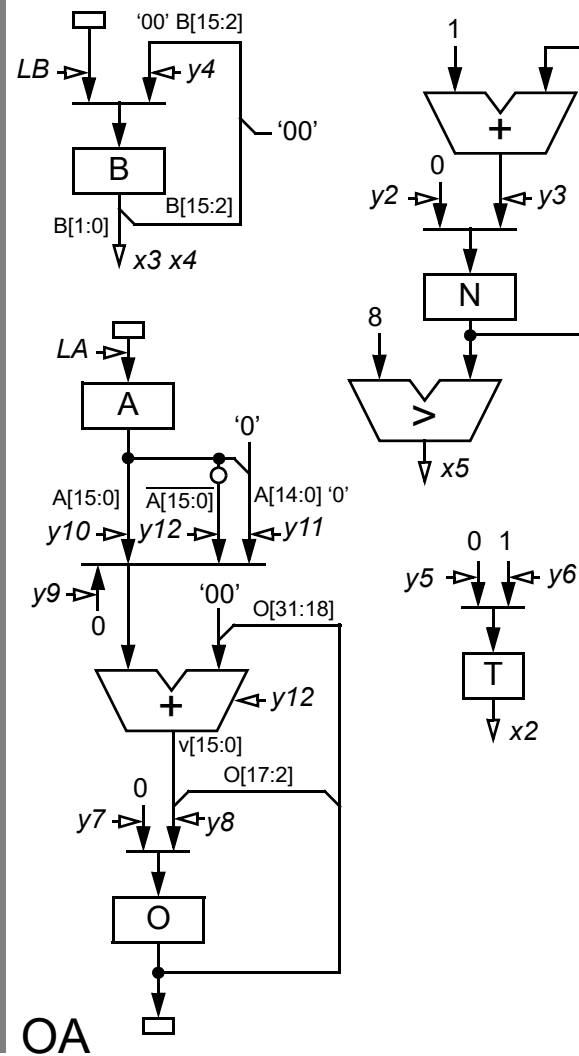 ‘00’ B[15:2]
LB
y4
‘00’
B
B[15:2]
B[1:0]
x3 x4
1
+
0
y2
y3
N
8
>
x5
LA
A
‘0’
A[15:0]
A[15:0]
A[14:0] ‘0’
y10
y12
y11
y9
0
‘00’
O[31:18]
+
y12
v[15:0]
O[17:2]
0
y7
y8
O
0 1
y5
y6
T
x2
OA